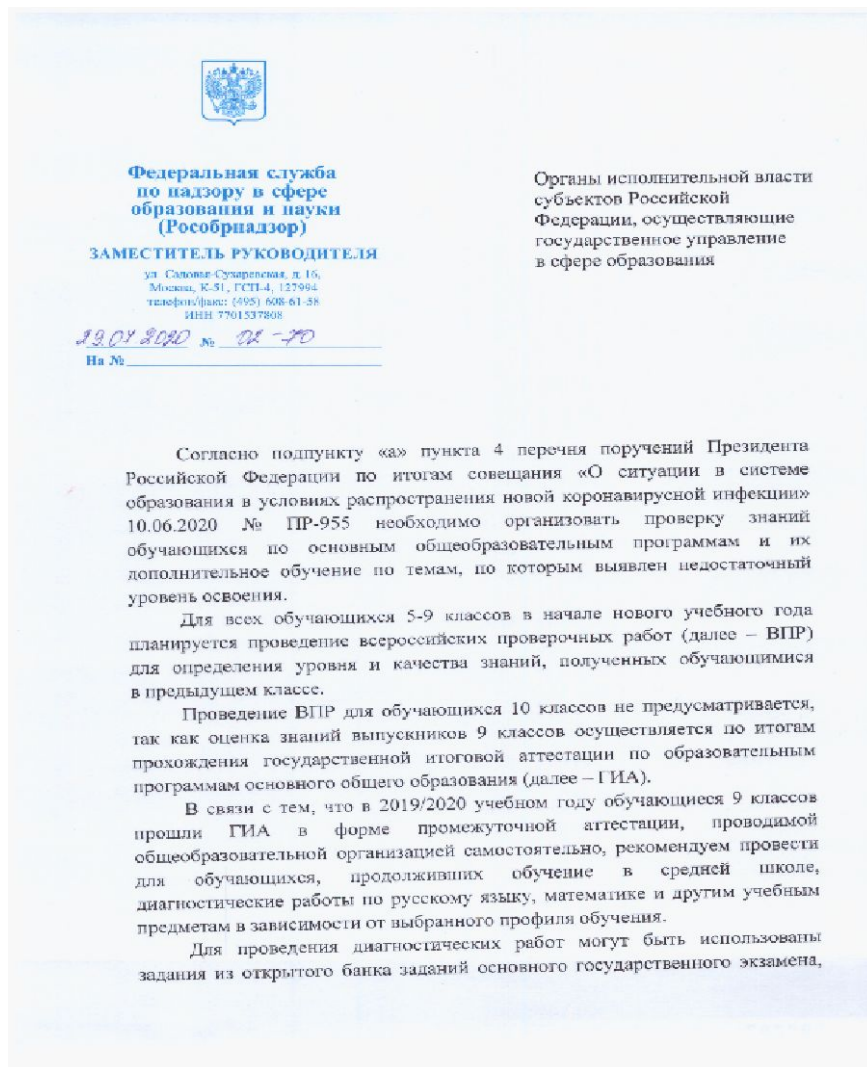 Федеральная служба
по надзору в сфере
образования и науки
(Рособрнадзор)
ЗАМЕСТИТЕЛЬ РУКОВОДИТЕЛЯ
ул. Садовая-Сухаревская, д. 16,
Москва, К-51, ГСП-4, 127994
телефон/факс: (495) 608-61-58
ИНН 7701537808
29.07 2020 № 02-70
На №
Органы исполнительной власти
субъектов Российской
Федерации, осуществляющие
государственное управление
в сфере образования
Согласно подпункту «а» пункта 4 перечня поручений Президента
Российской Федерации по итогам совещания «О ситуации в системе
образования в условиях распространения новой коронавирусной инфекции»
10.06.2020 № ПР-955 необходимо организовать проверку знаний
обучающихся по основным общеобразовательным программам и их
дополнительное обучение по темам, по которым выявлен недостаточный
уровень освоения.
Для всех обучающихся 5-9 классов в начале нового учебного года
планируется проведение всероссийских проверочных работ (далее – ВПР)
для определения уровня и качества знаний, полученных обучающимися
в предыдущем классе.
Проведение ВПР для обучающихся 10 классов не предусматривается,
так как оценка знаний выпускников 9 классов осуществляется по итогам
прохождения государственной итоговой аттестации по образовательным
программам основного общего образования (далее – ГИА).
В связи с тем, что в 2019/2020 учебном году обучающиеся 9 классов
прошли ГИА в форме промежуточной аттестации, проводимой
общеобразовательной организацией самостоятельно, рекомендуем провести
для обучающихся, продолживших обучение в средней школе,
диагностические работы по русскому языку, математике и другим учебным
предметам в зависимости от выбранного профиля обучения.
Для проведения диагностических работ могут быть использованы
задания из открытого банка заданий основного государственного экзамена,